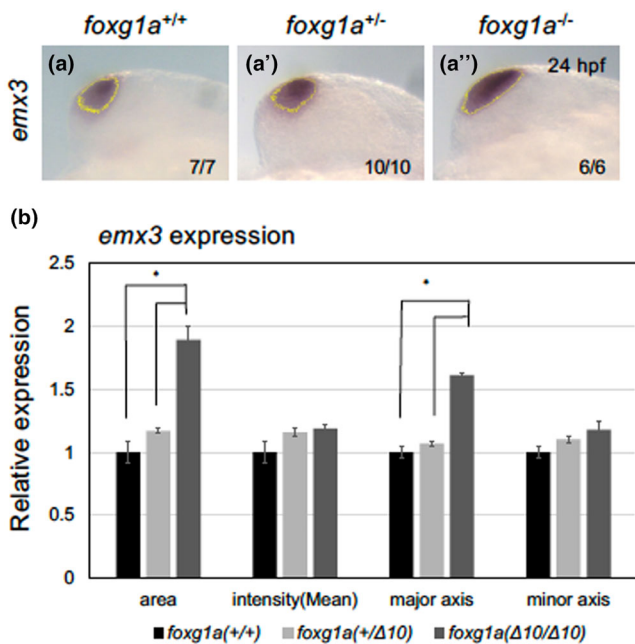 foxg1a+/+ foxg1a+/- foxg1a-/-
(a) (a') (a'') 24 hpf
emx3
7/7 10/10 6/6
(b) emx3 expression
2.5
* *
2
1.5
1
0.5
0
Relative expression
area intensity(Mean) major axis minor axis
foxg1a(+/+) foxg1a(+/Δ10) foxg1a(Δ10/Δ10)